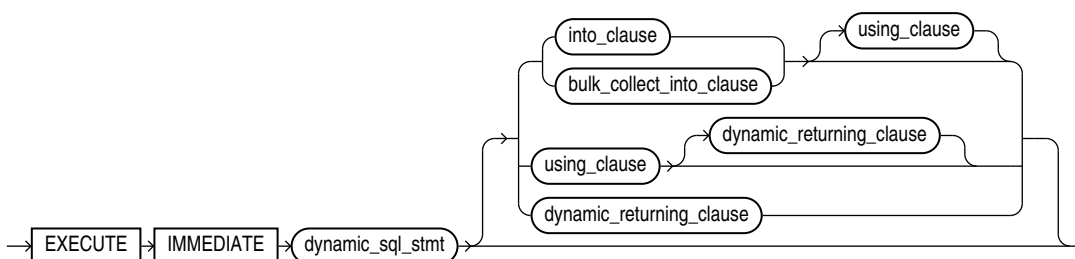 into_clause
using_clause
bulk_collect_into_clause
dynamic_returning_clause
using_clause
dynamic_returning_clause
EXECUTE IMMEDIATE dynamic_sql_stmt